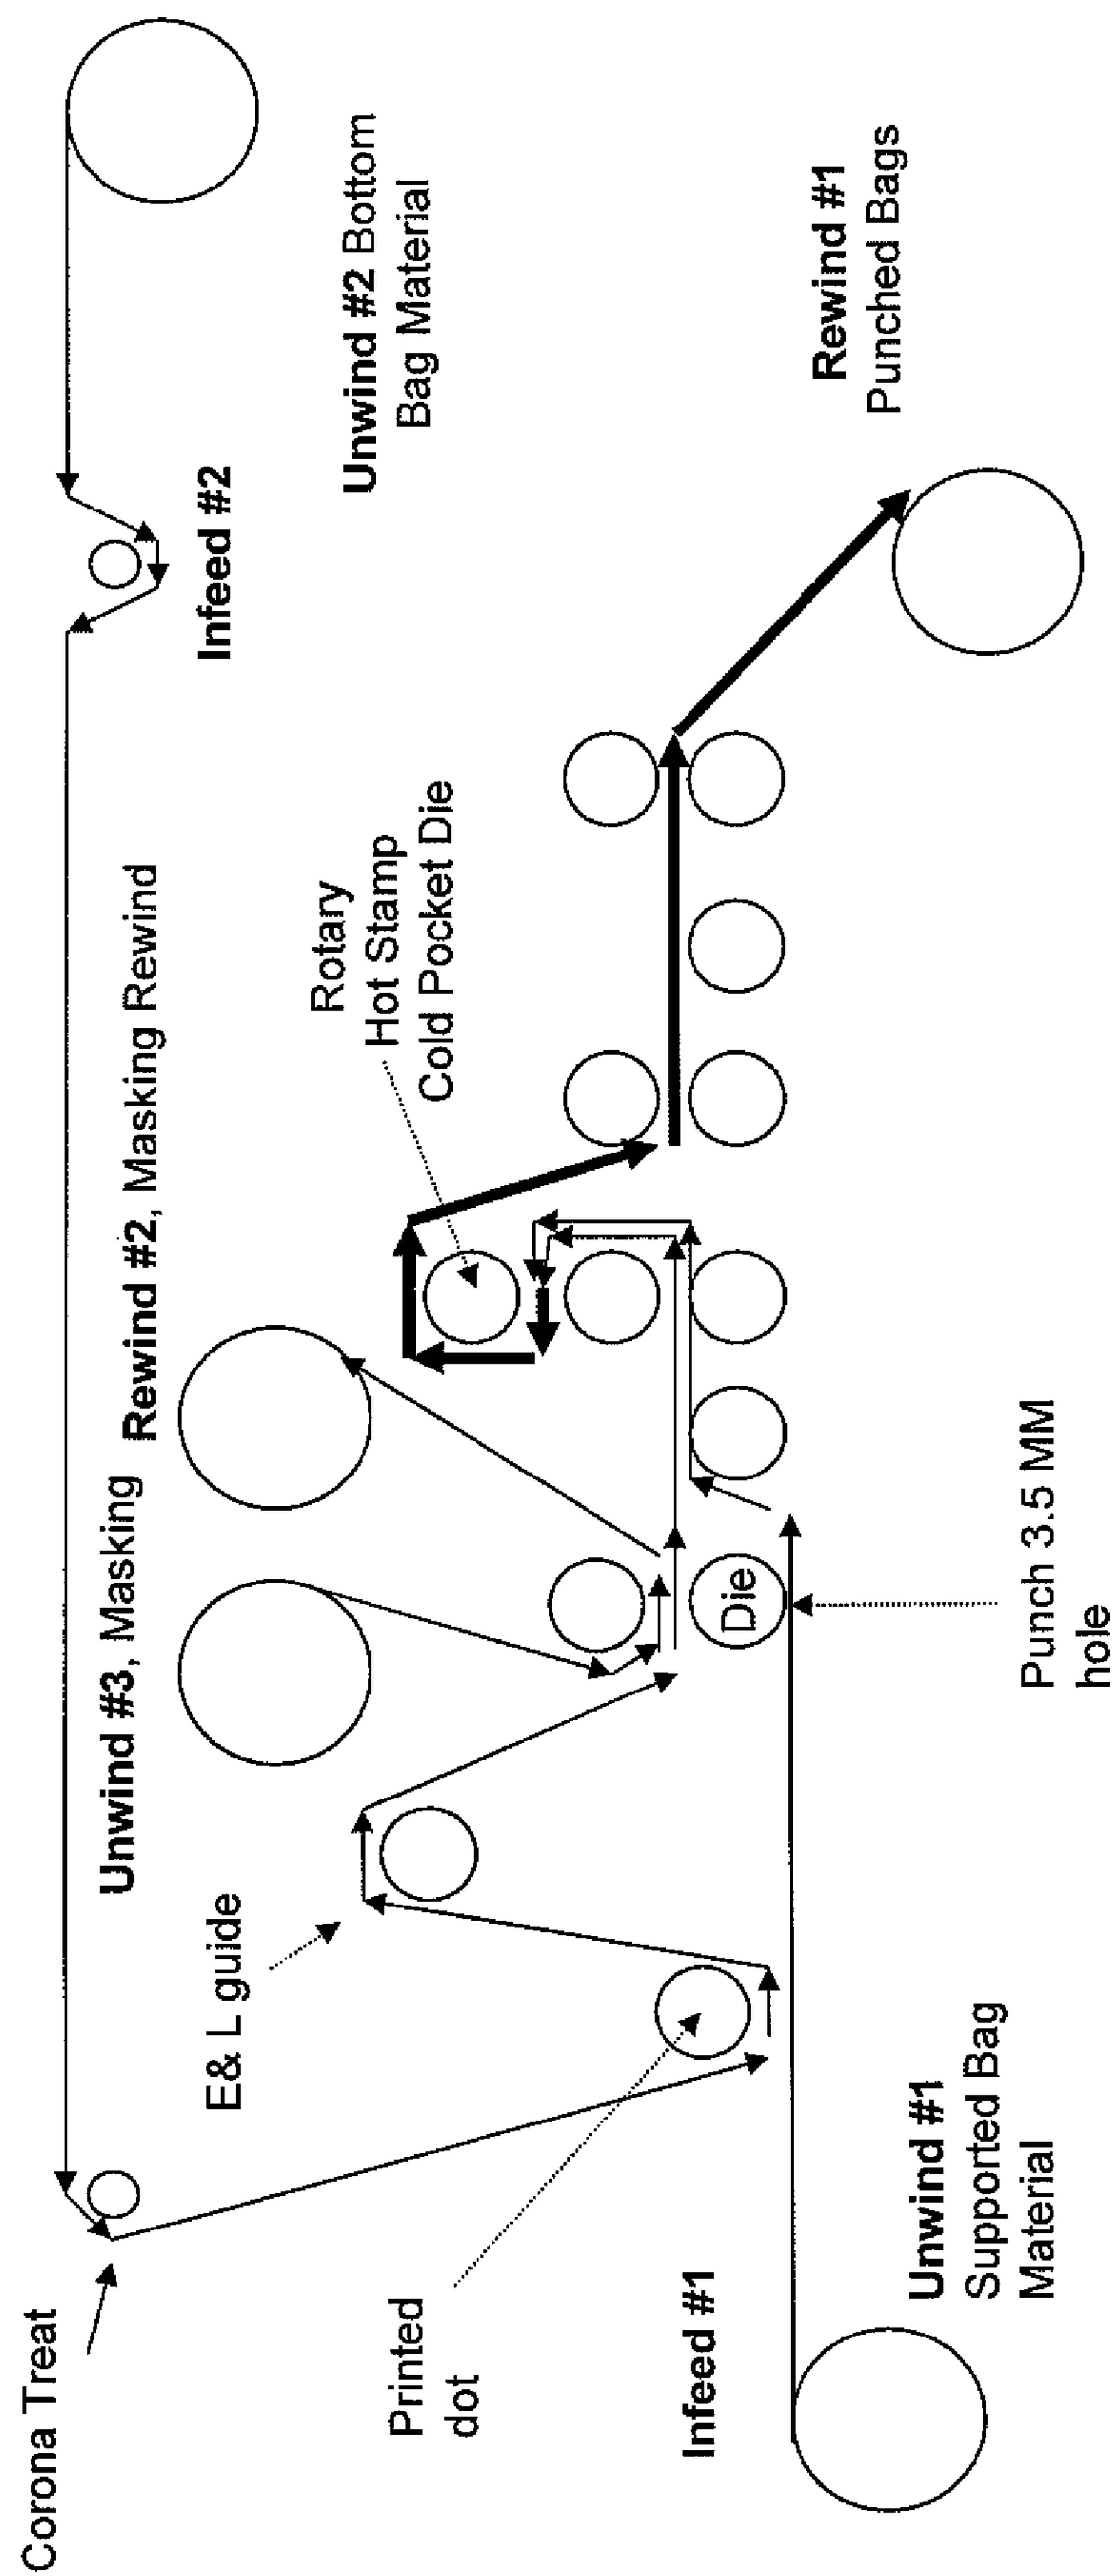 Corona Treat
E& L guide
Unwind #3, Masking
Rewind #2, Masking Rewind
Infeed #2
Unwind #2 Bottom
Bag Material
Rotary
Hot Stamp
Cold Pocket Die
Printed
dot
Infeed #1
Die
Unwind #1
Supported Bag
Material
Punch 3.5 MM
hole
Rewind #1
Punched Bags